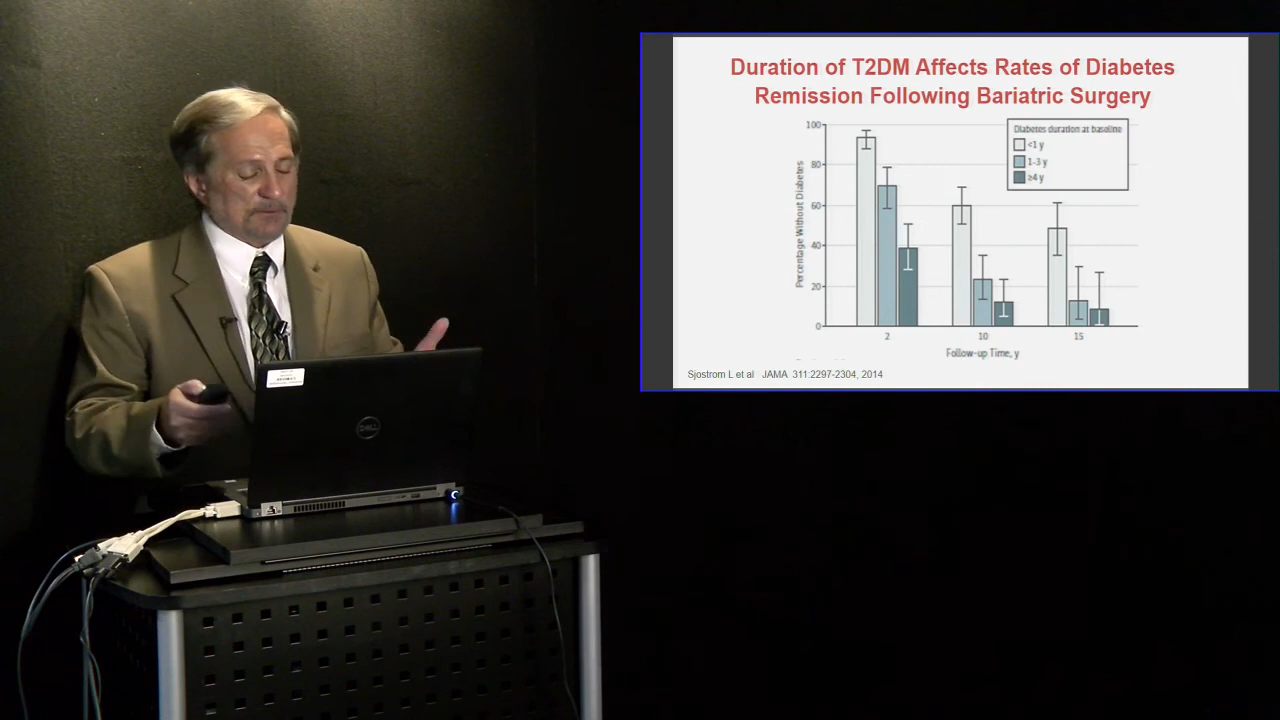 Duration of T2DM Affects Rates of Diabetes
Remission Following Bariatric Surgery
Percentage Without Diabetes
100
80
60
40
20
0
Diabetes duration at baseline
<1 y
1-3 y
≥4 y
2
10
15
Follow-up Time, y
Sjostrom L et al JAMA 311:2297-2304, 2014
DELL